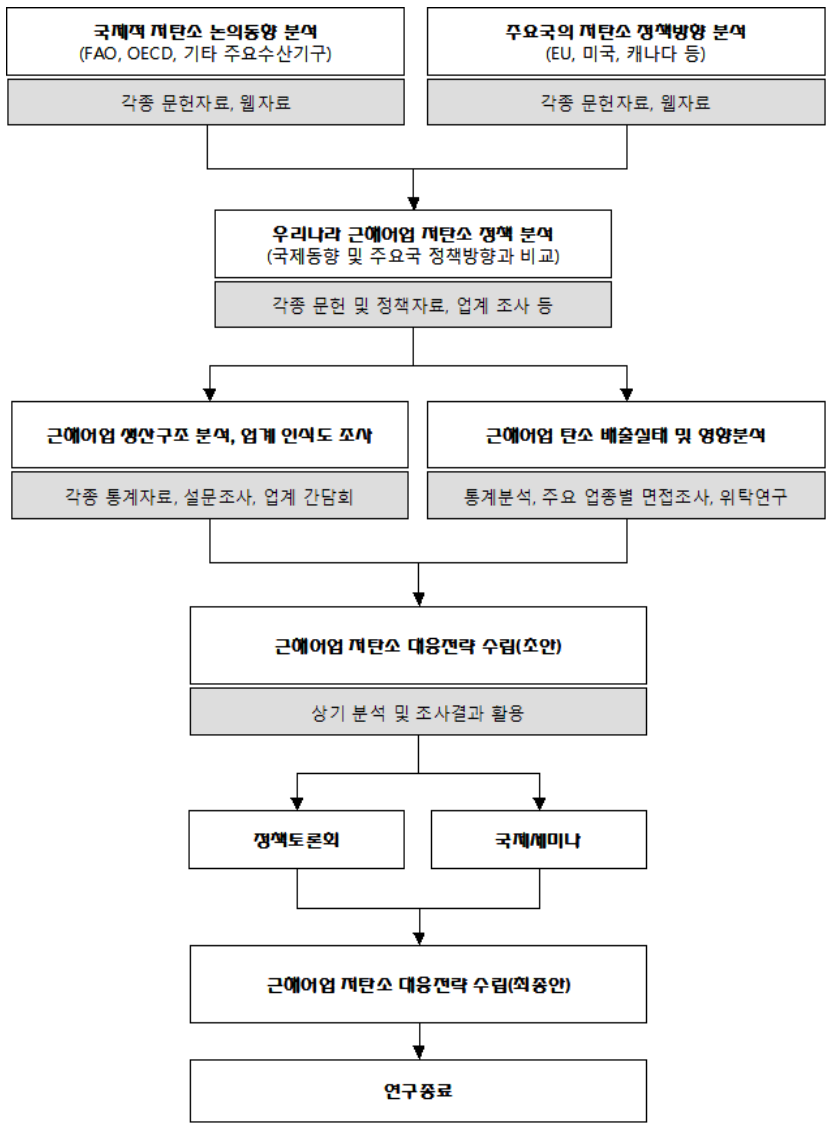 국제적 저탄소 논의동향 분석
(FAO, OECD, 기타 주요수산기구)
각종 문헌자료, 웹자료
주요국의 저탄소 정책방향 분석
(EU, 미국, 캐나다 등)
각종 문헌자료, 웹자료
우리나라 근해어업 저탄소 정책 분석
(국제동향 및 주요국 정책방향과 비교)
각종 문헌 및 정책자료, 업계 조사 등
근해어업 생산구조 분석, 업계 인식도 조사
각종 통계자료, 설문조사, 업계 간담회
근해어업 탄소 배출실태 및 영향분석
통계분석, 주요 업종별 면접조사, 위탁연구
근해어업 저탄소 대응전략 수립(초안)
상기 분석 및 조사결과 활용
정책토론회
국제세미나
근해어업 저탄소 대응전략 수립(최종안)
연구종료